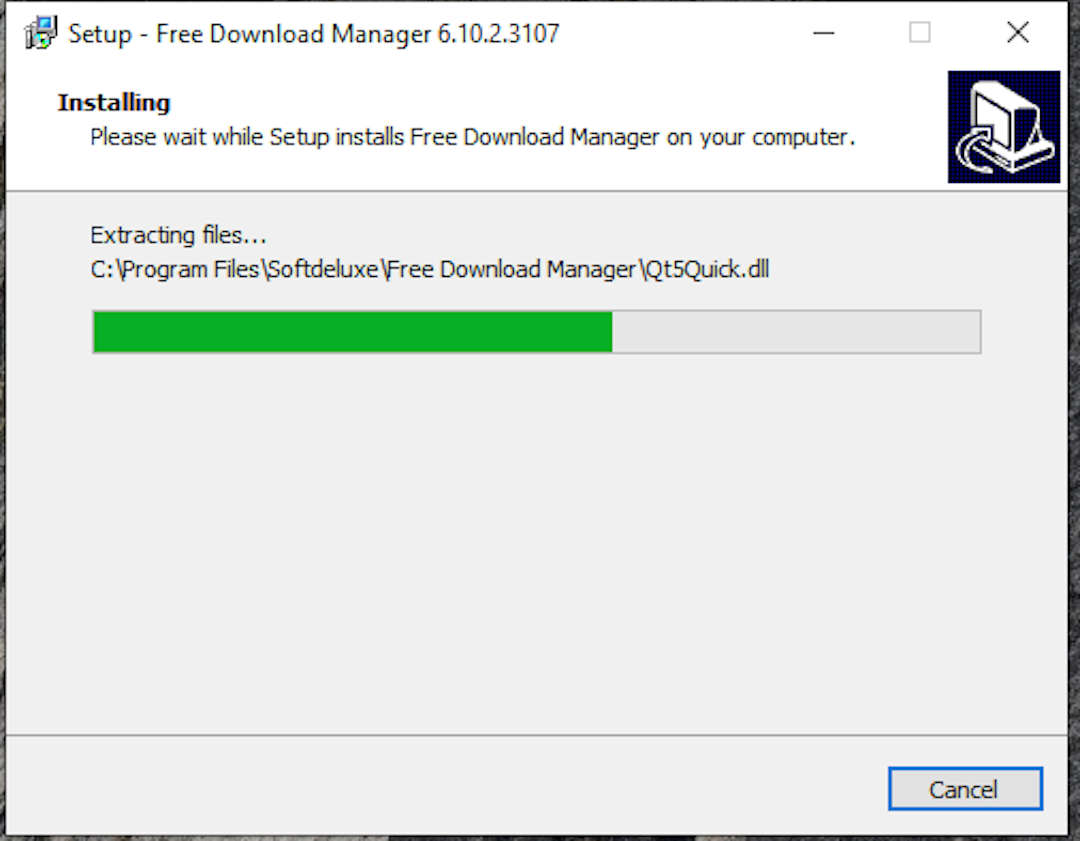 Setup - Free Download Manager 6.10.2.3107
Installing
Please wait while Setup installs Free Download Manager on your computer.
Extracting files...
C:\Program Files\Softdeluxe\Free Download Manager\Qt5Quick.dll
Cancel